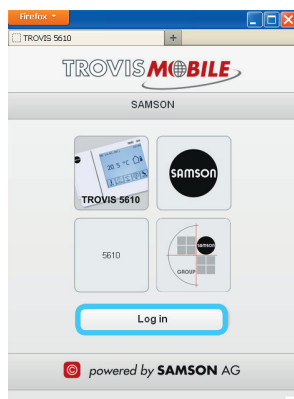 Firefox
TROVIS 5610
+
TROVIS MOBILE
SAMSON
20.5 °C
TROVIS 5610
SAMSON
5610
SAMSON
GROUP
Log in
© powered by SAMSON AG